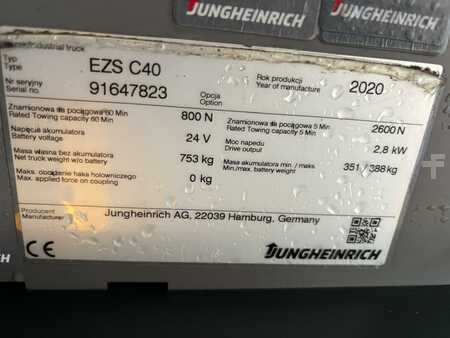 JUNGHEINRICH
JUNGHEINRICH
industrial truck
Typ
Type EZS C40 Rok produkcji
Year of manufacture 2020
Nr seryjny
Serial no. 91647823 Opcja
Option
Znamionowa siła pociągowa 60 Min
Rated Towing capacity 60 Min 800 N Znamionowa siła pociągowa 5 Min
Rated Towing capacity 5 Min 2600 N
Napięcie akumulatora
Battery voltage 24 V Moc napedu
Drive output 2,8 kW
Masa własna bez akumulatora
Net truck weight w/o battery 753 kg Masa akumulatora min. / maks.
Min./max. battery weight 351 / 388 kg
Maks. obciążenie haka holowniczego
Max. applied force on coupling 0 kg
Producent
Manufacturer Jungheinrich AG, 22039 Hamburg, Germany
CE JUNGHEINRICH